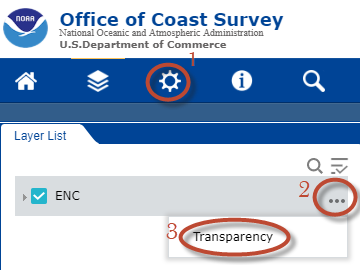 NOAA
Office of Coast Survey
National Oceanic and Atmospheric Administration
U.S.Department of Commerce
1
Layer List
ENC
2
3
Transparency